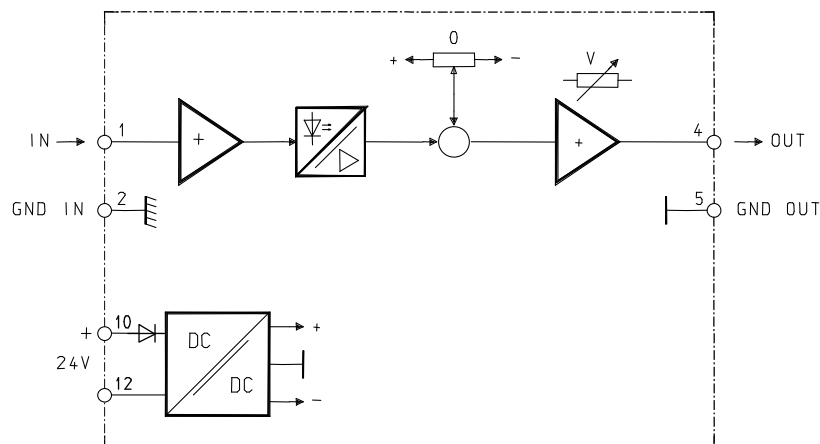 + 0 −
V
IN 1 + + 4 OUT
GND IN 2 5 GND OUT
+ 10 DC +
24V
12 DC −